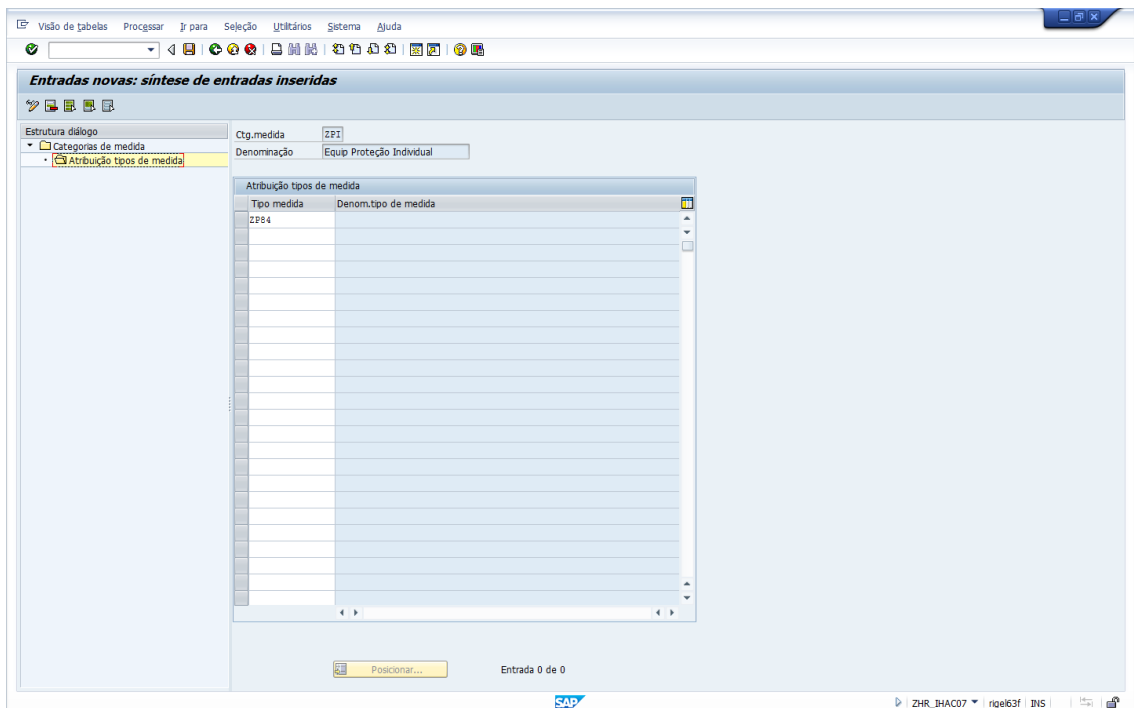 Visão de tabelas Processar Ir para Seleção Utilitários Sistema Ajuda
Entradas novas: síntese de entradas inseridas
Estrutura diálogo
Categorias de medida
Atribuição tipos de medida
Ctg.medida ZPI
Denominação Equip Proteção Individual
Atribuição tipos de medida
Tipo medida Denom.tipo de medida
ZP84
Posicionar... Entrada 0 de 0
SAP ZHR_IHAC07 rigel63f INS